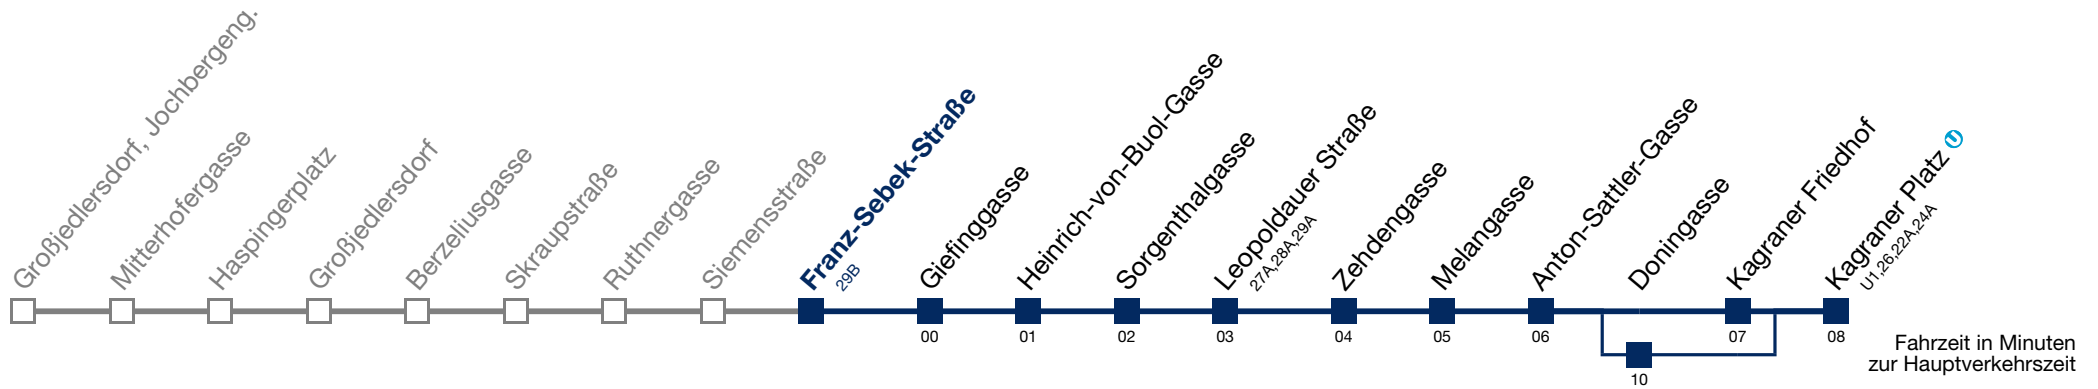 Großjedlersdorf, Jochbergeng.
Mitterhofergasse
Haspingerplatz
Großjedlersdorf
Berzeliusgasse
Skraupstraße
Ruthnergasse
Siemensstraße
Franz-Sebek-Straße
29B
Giefinggasse
Heinrich-von-Buol-Gasse
Sorgenthalgasse
Leopoldauer Straße
27A,28A,29A
Zehdengasse
Melangasse
Anton-Sattler-Gasse
Doningasse
Kagraner Friedhof
Kagraner Platz U
U1,26,22A,24A
00 01 02 03 04 05 06 07 08
10
Fahrzeit in Minuten
zur Hauptverkehrszeit